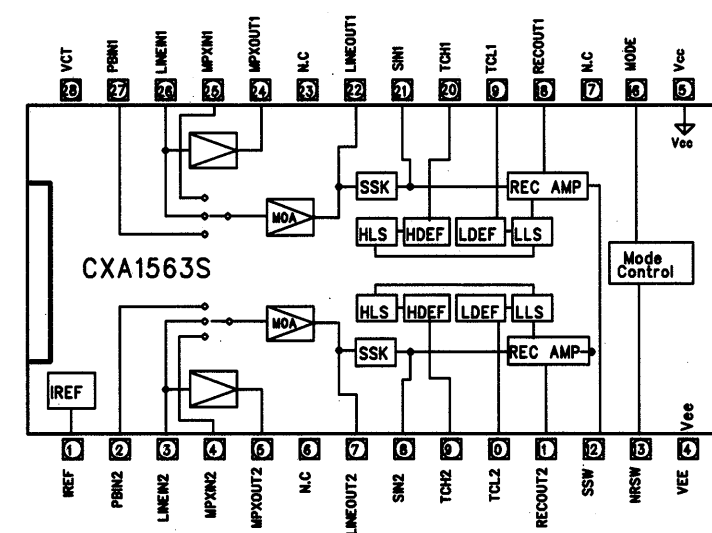 VCT
PBIN1
LINEIN1
MPXIN1
MPXOUT1
N.C
LINEOUT1
SIN1
TCH1
TCL1
RECOUT1
N.C
MODE
Vcc
28 27 26 25 24 23 22 21 20 9 8 7 6 5
Vcc
MOA
SSK
REC AMP
HLS HDEF LDEF LLS
Mode
Control
CXA1563S
HLS HDEF LDEF LLS
MOA
SSK
REC AMP
IREF
Vee
1 2 3 4 5 6 7 8 9 0 1 2 3 4
IREF
PBIN2
LINEIN2
MPXIN2
MPXOUT2
N.C
LINEOUT2
SIN2
TCH2
TCL2
RECOUT2
SSW
NRSW
VEE